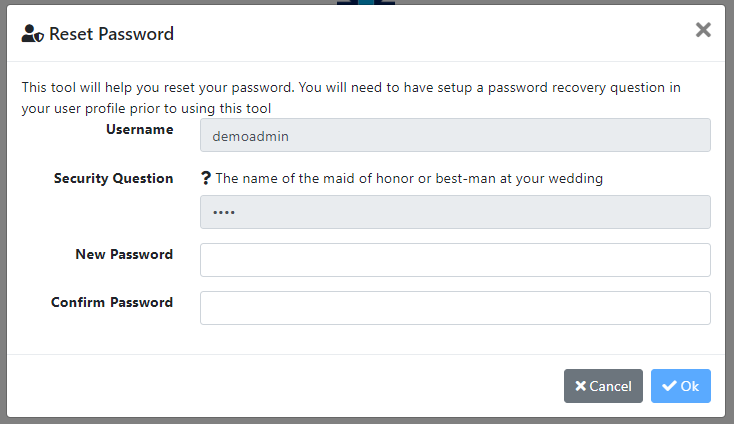 Reset Password
This tool will help you reset your password. You will need to have setup a password recovery question in
your user profile prior to using this tool
Username
demoadmin
Security Question
? The name of the maid of honor or best-man at your wedding
••••
New Password
Confirm Password
Cancel
Ok